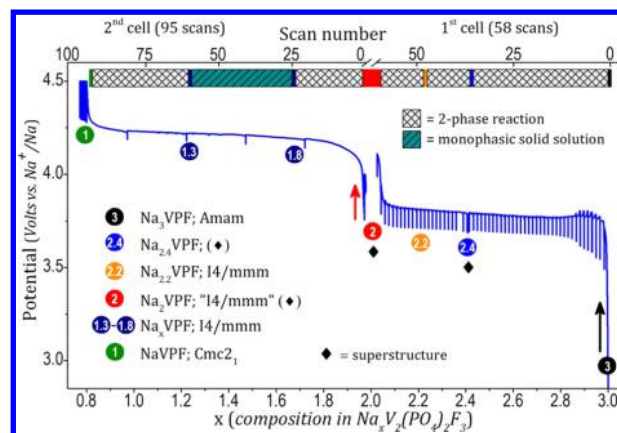 2nd cell (95 scans) Scan number 1st cell (58 scans)
100 75 50 25 0 50 25 0
4.5
4.0
3.5
3.0
Potential (Volts vs. Na+/Na)
= 2-phase reaction
= monophasic solid solution
1 1.3 1.8
2 2.2 2.4 3
3 Na3VPF; Amam
2.4 Na2.4VPF; (♦)
2.2 Na2.2VPF; I4/mmm
2 Na2VPF; "I4/mmm" (♦)
1.3-1.8 NaxVPF; I4/mmm
1 NaVPF; Cmc21
♦ = superstructure
0.8 1.0 1.2 1.4 1.6 1.8 2.0 2.2 2.4 2.6 2.8 3.0
x (composition in NaxV2(PO4)2F3)